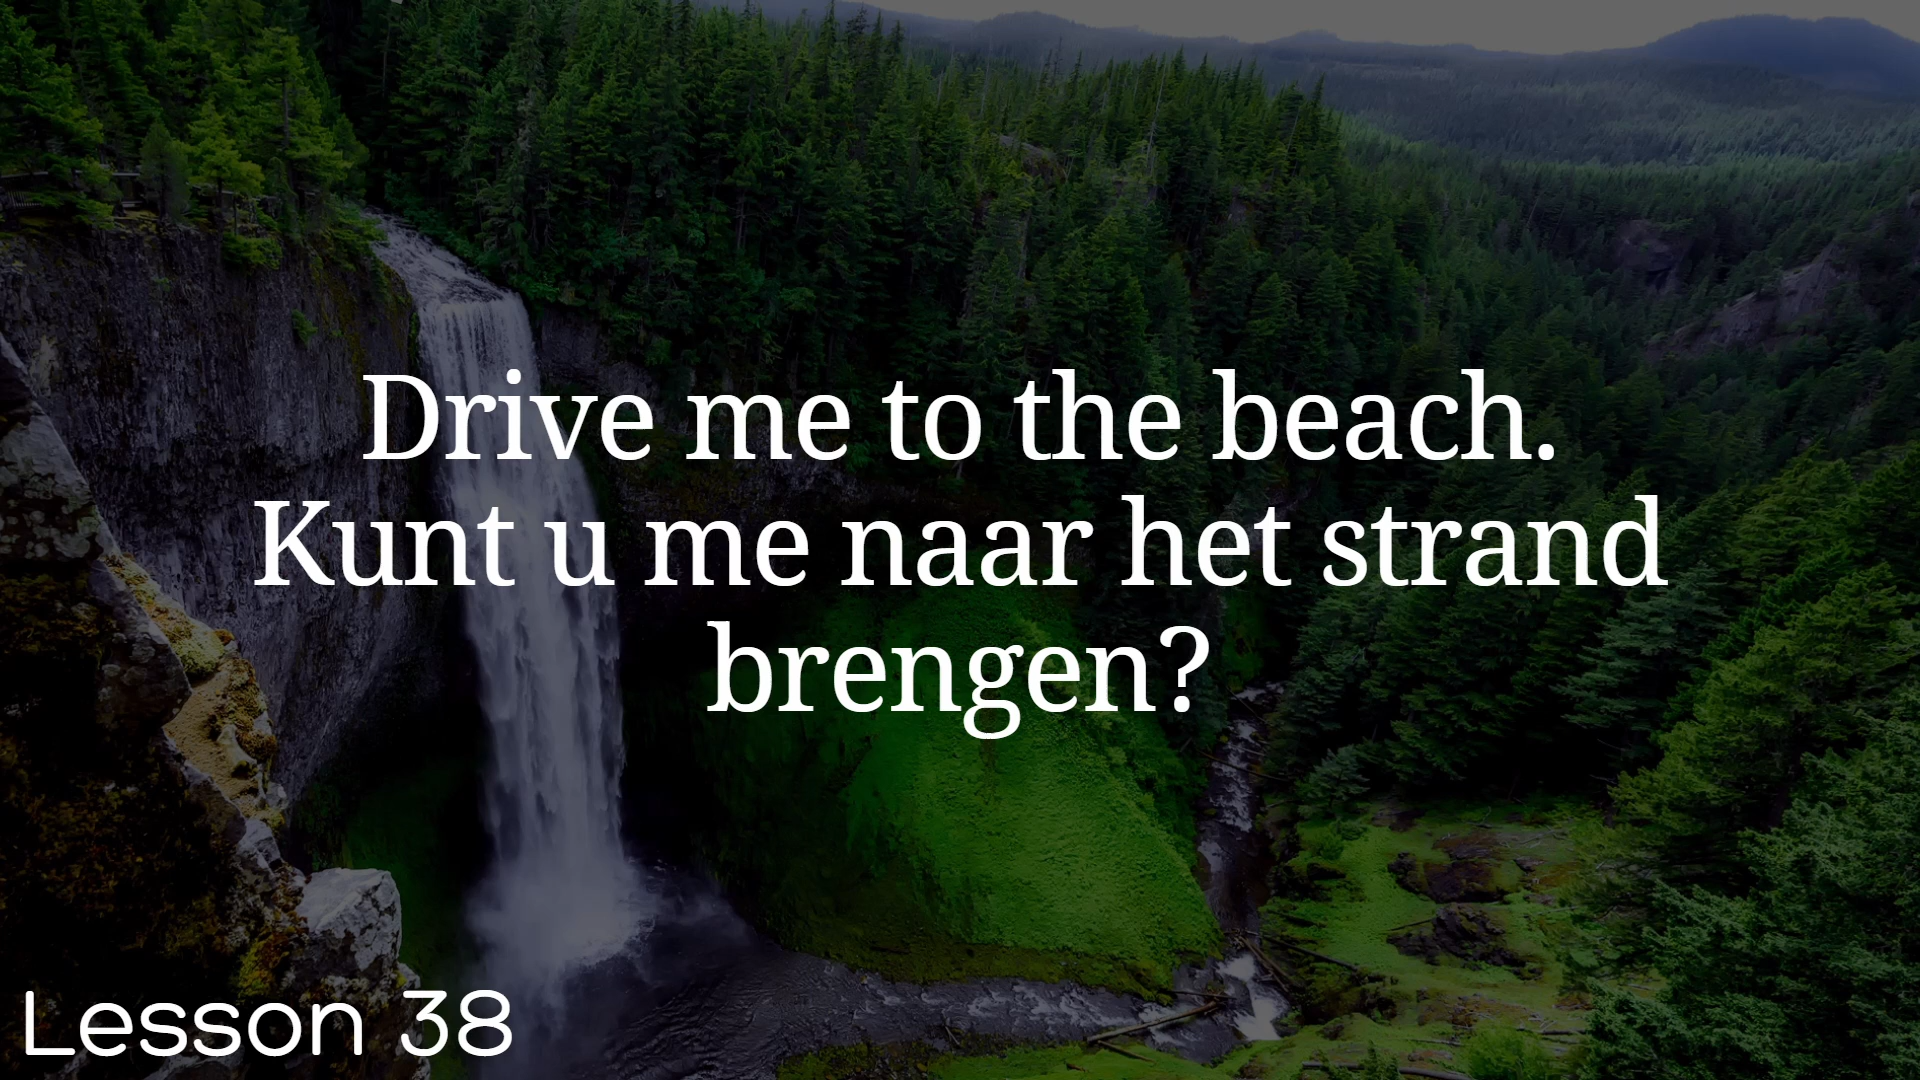 Drive me to the beach.
Kunt u me naar het strand
brengen?
Lesson 38